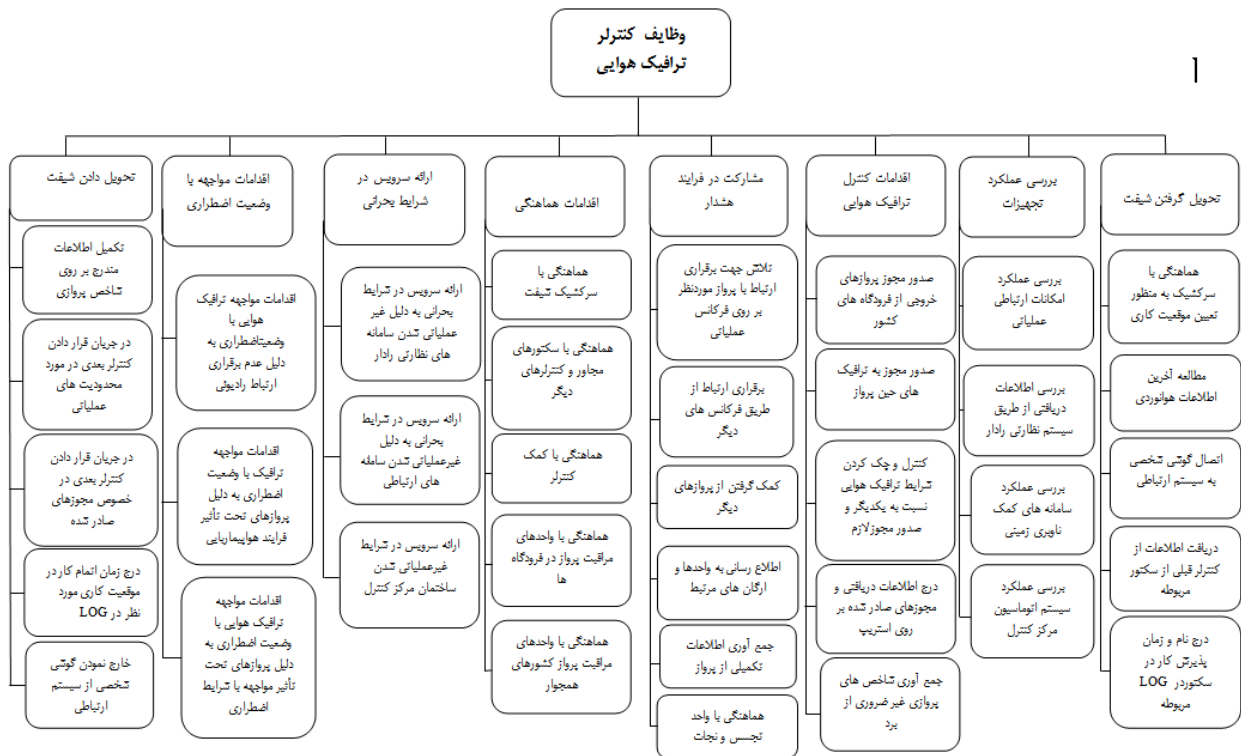 وظایف کنترلر
ترافیک هوایی
1
تحویل گرفتن شیفت
هماهنگی با
سرکشیک به منظور
تعیین موقعیت کاری
مطالعه آخرین
اطلاعات هوانوردی
اتصال گوشی شخصی
به سیستم ارتباطی
دریافت اطلاعات از
کنترلر قبلی از سکتور
مربوطه
درج نام و زمان
پذیرش کار در
سکتوردر LOG
مربوطه
بررسی عملکرد
تجهیزات
بررسی عملکرد
امکانات ارتباطی
عملیاتی
بررسی اطلاعات
دریافتی از طریق
سیستم نظارتی رادار
بررسی عملکرد
سامانه های کمک
ناوبری زمینی
بررسی عملکرد
سیستم اتوماسیون
مرکز کنترل
اقدامات کنترل
ترافیک هوایی
صدور مجوز پروازهای
خروجی از فرودگاه های
کشور
صدور مجوز به ترافیک
های حین پرواز
کنترل و چک کردن
شرایط ترافیک هوایی
نسبت به یکدیگر و
صدور مجوزلازم
درج اطلاعات دریافتی و
مجوزهای صادر شده بر
روی استریپ
جمع آوری شاخص های
پروازی غیر ضروری از
برد
مشارکت در فرایند
هشدار
تلاش جهت برقراری
ارتباط با پرواز موردنظر
بر روی فرکانس
عملیاتی
برقراری ارتباط از
طریق فرکانس های
دیگر
کمک گرفتن از پروازهای
دیگر
اطلاع رسانی به واحدها و
ارگان های مرتبط
جمع آوری اطلاعات
تکمیلی از پرواز
هماهنگی با واحد
تجسس و نجات
اقدامات هماهنگی
هماهنگی با
سرکشیک شیفت
هماهنگی با سکتورهای
مجاور و کنترلرهای
دیگر
هماهنگی با کمک
کنترلر
هماهنگی با واحدهای
مراقبت پرواز در فرودگاه
ها
هماهنگی با واحدهای
مراقبت پرواز کشورهای
همجوار
ارائه سرویس در
شرایط بحرانی
ارائه سرویس در شرایط
بحرانی به دلیل غیر
عملیاتی شدن سامانه
های نظارتی رادار
ارائه سرویس در شرایط
بحرانی به دلیل
غیرعملیاتی شدن سامانه
های ارتباطی
ارائه سرویس در شرایط
غیرعملیاتی شدن
ساختمان مرکز کنترل
اقدامات مواجهه با
وضعیت اضطراری
اقدامات مواجهه ترافیک
هوایی با
وضعیتاضطراری به
دلیل عدم برقراری
ارتباط رادیوئی
اقدامات مواجهه
ترافیک با وضعیت
اضطراری به دلیل
پروازهای تحت تأثیر
فرایند هواپیماربایی
اقدامات مواجهه
ترافیک هوایی با
وضعیت اضطراری به
دلیل پروازهای تحت
تأثیر مواجهه با شرایط
اضطراری
تحویل دادن شیفت
تکمیل اطلاعات
مندرج بر روی
شاخص پروازی
در جریان قرار دادن
کنترلر بعدی در مورد
محدودیت های
عملیاتی
در جریان قرار دادن
کنترلر بعدی در
خصوص مجوزهای
صادر شده
درج زمان اتمام کار در
موقعیت کاری مورد
نظر در LOG
خارج نمودن گوشی
شخصی از سیستم
ارتباطی